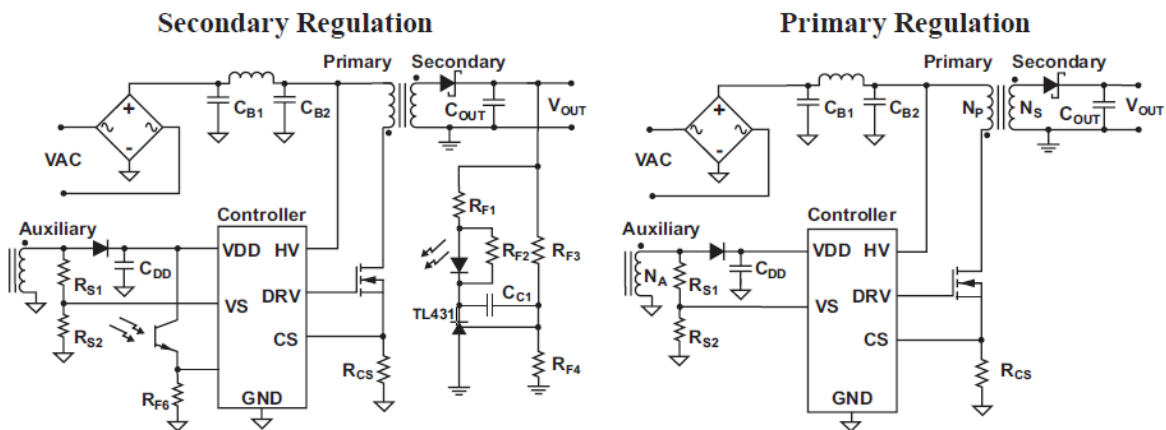 Secondary Regulation
Primary Secondary
+
-
VAC
CB1
CB2
COUT
VOUT
Auxiliary
Controller
VDD HV
CDD
RS1
VS
DRV
RS2
CS
RCS
RF6
GND
RF1
RF2
RF3
CC1
TL431
RF4
Primary Regulation
Primary Secondary
+
-
VAC
CB1
CB2
NP NS
COUT
VOUT
Auxiliary
Controller
VDD HV
NA
CDD
RS1
DRV
VS
RS2
CS
RCS
GND